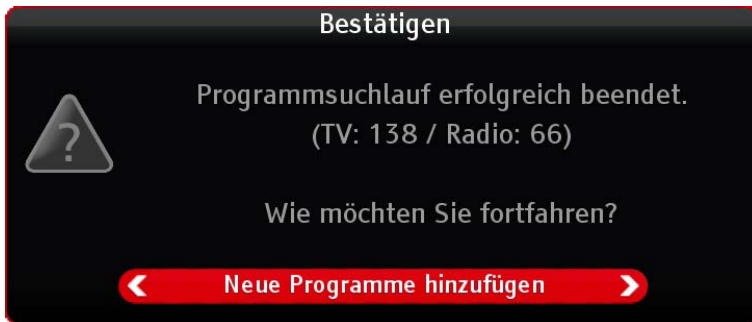 Bestätigen
Programmsuchlauf erfolgreich beendet.
(TV: 138 / Radio: 66)
?
Wie möchten Sie fortfahren?
Neue Programme hinzufügen